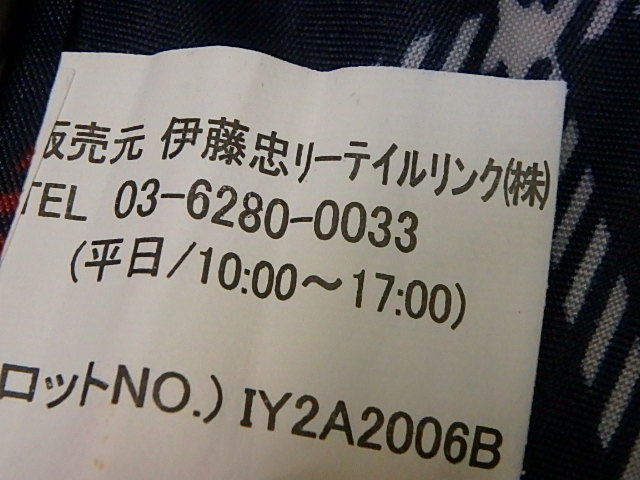 販売元 伊藤忠リーテイルリンク(株)
TEL 03-6280-0033
(平日/10:00～17:00)
ロットNO.) IY2A2006B